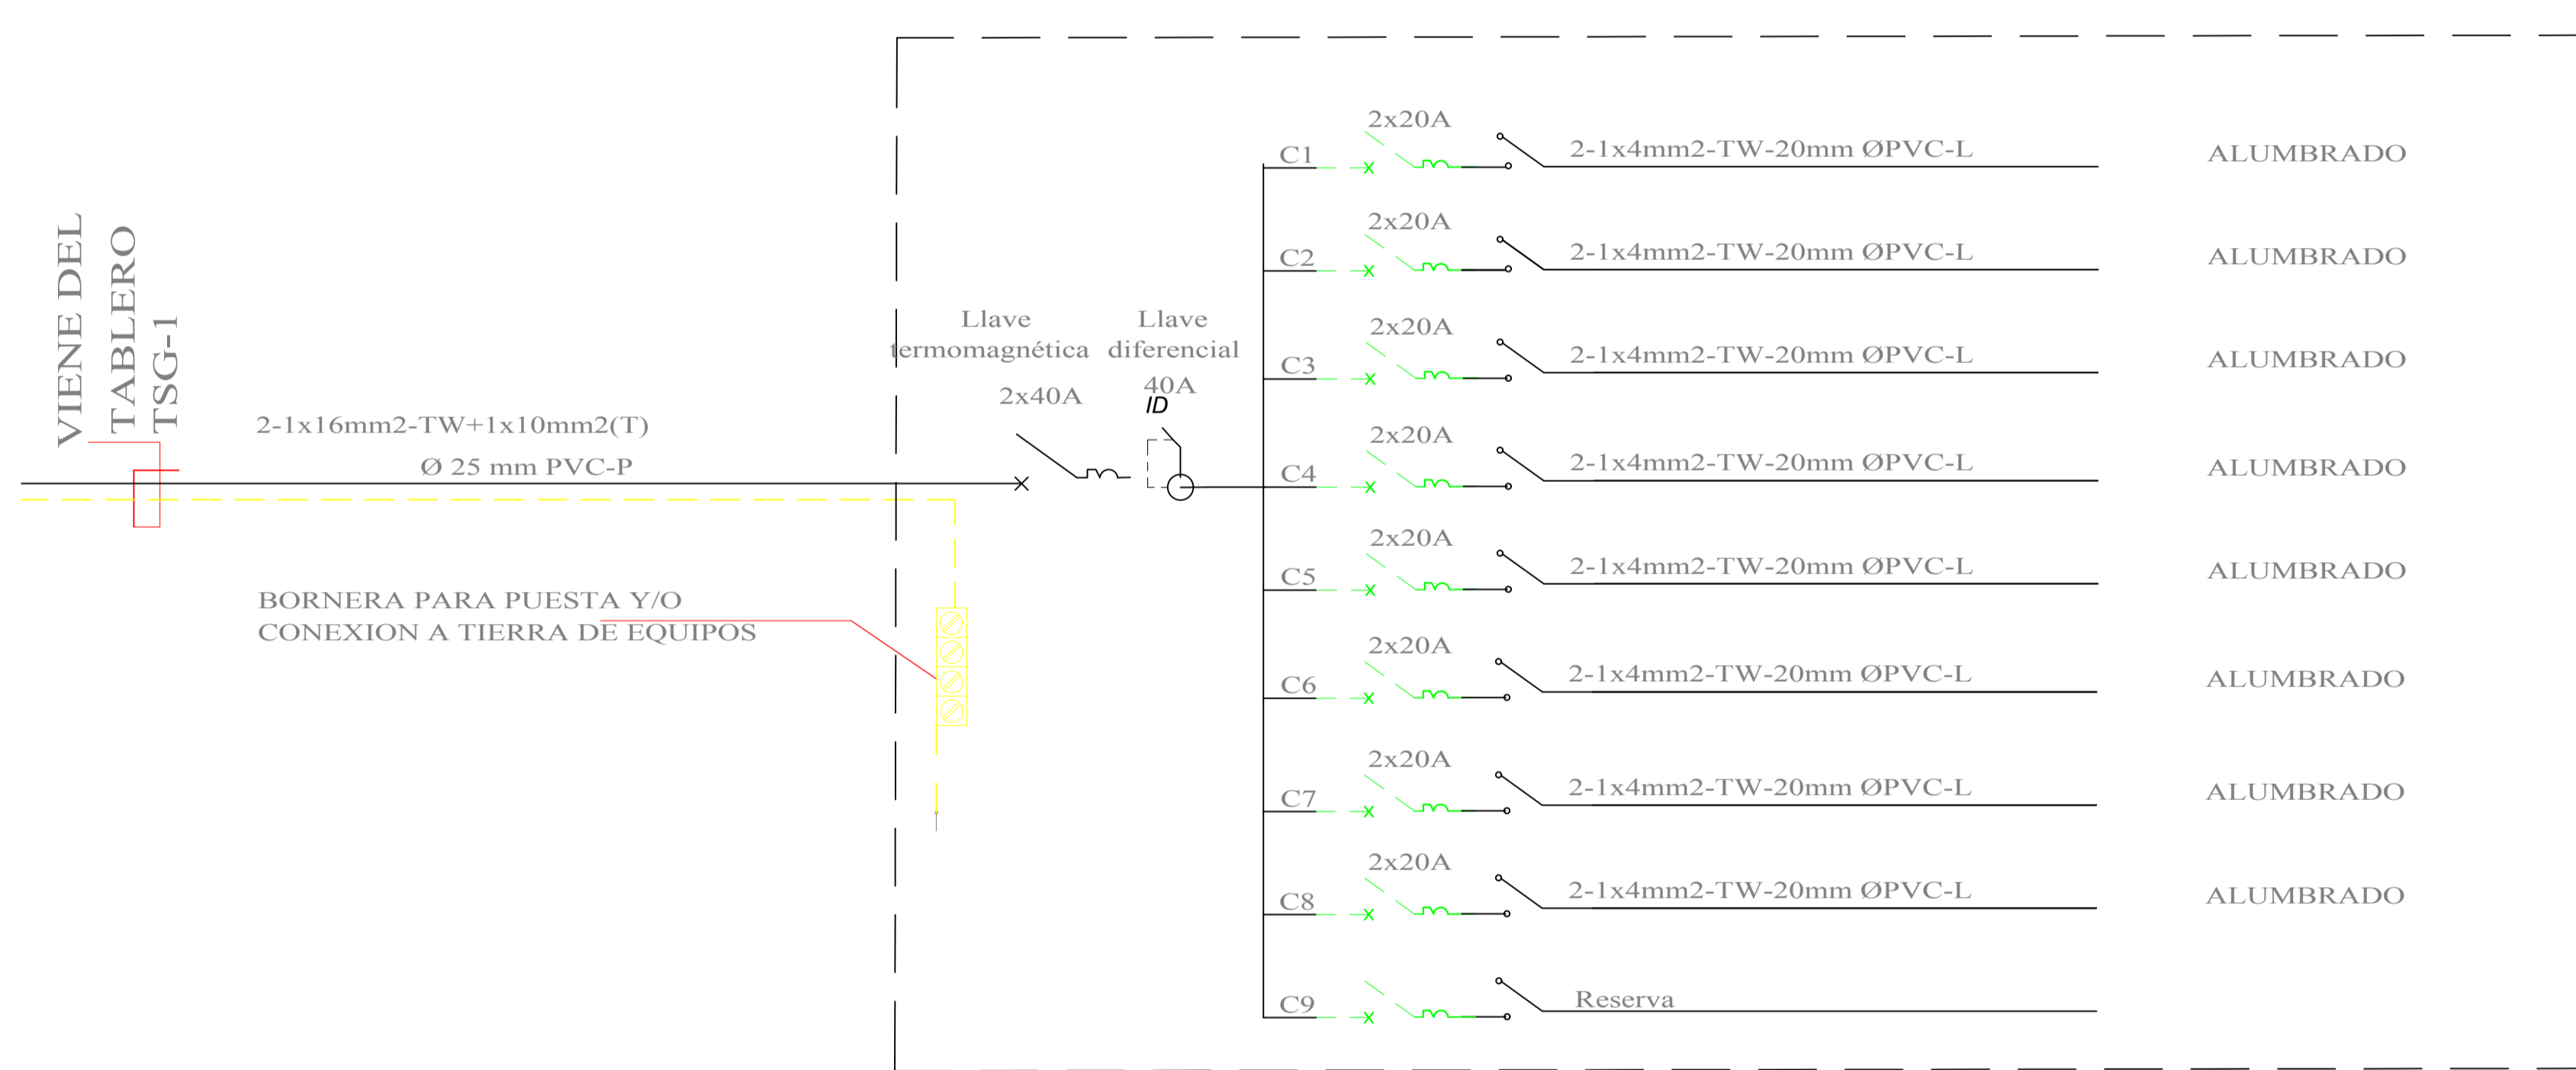 VIENE DEL
TABLERO
TSG-1
2-1x16mm2-TW+1x10mm2(T)
Ø 25 mm PVC-P
BORNERA PARA PUESTA Y/O
CONEXION A TIERRA DE EQUIPOS
Llave
termomagnética
2x40A
Llave
diferencial
40A
ID
C1 2x20A 2-1x4mm2-TW-20mm ØPVC-L ALUMBRADO
C2 2x20A 2-1x4mm2-TW-20mm ØPVC-L ALUMBRADO
C3 2x20A 2-1x4mm2-TW-20mm ØPVC-L ALUMBRADO
C4 2x20A 2-1x4mm2-TW-20mm ØPVC-L ALUMBRADO
C5 2x20A 2-1x4mm2-TW-20mm ØPVC-L ALUMBRADO
C6 2x20A 2-1x4mm2-TW-20mm ØPVC-L ALUMBRADO
C7 2x20A 2-1x4mm2-TW-20mm ØPVC-L ALUMBRADO
C8 2x20A 2-1x4mm2-TW-20mm ØPVC-L ALUMBRADO
C9 Reserva